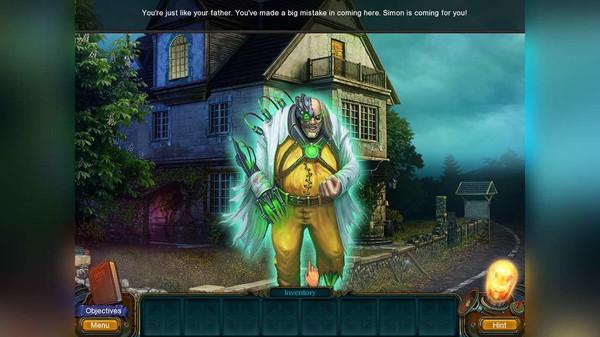 You're just like your father. You've made a big mistake in coming here. Simon is coming for you!
Inventory
Objectives
Menu
Hint